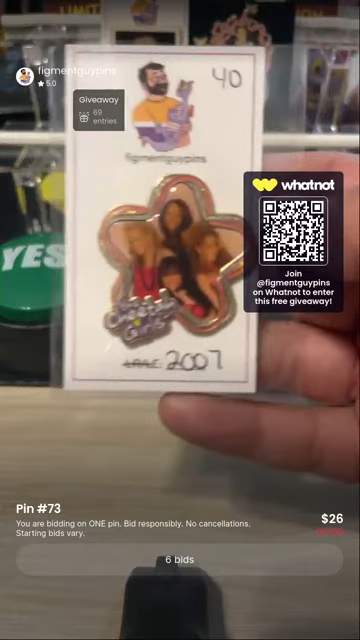 figmentguypins
★ 5.0
40
Giveaway
69
entries
figmentguypins
whatnot
YES
Join
@figmentguypins
on Whatnot to enter
this free giveaway!
Cheetah
Girls
2007
Pin #73
$26
You are bidding on ONE pin. Bid responsibly. No cancellations.
Starting bids vary.
6 bids